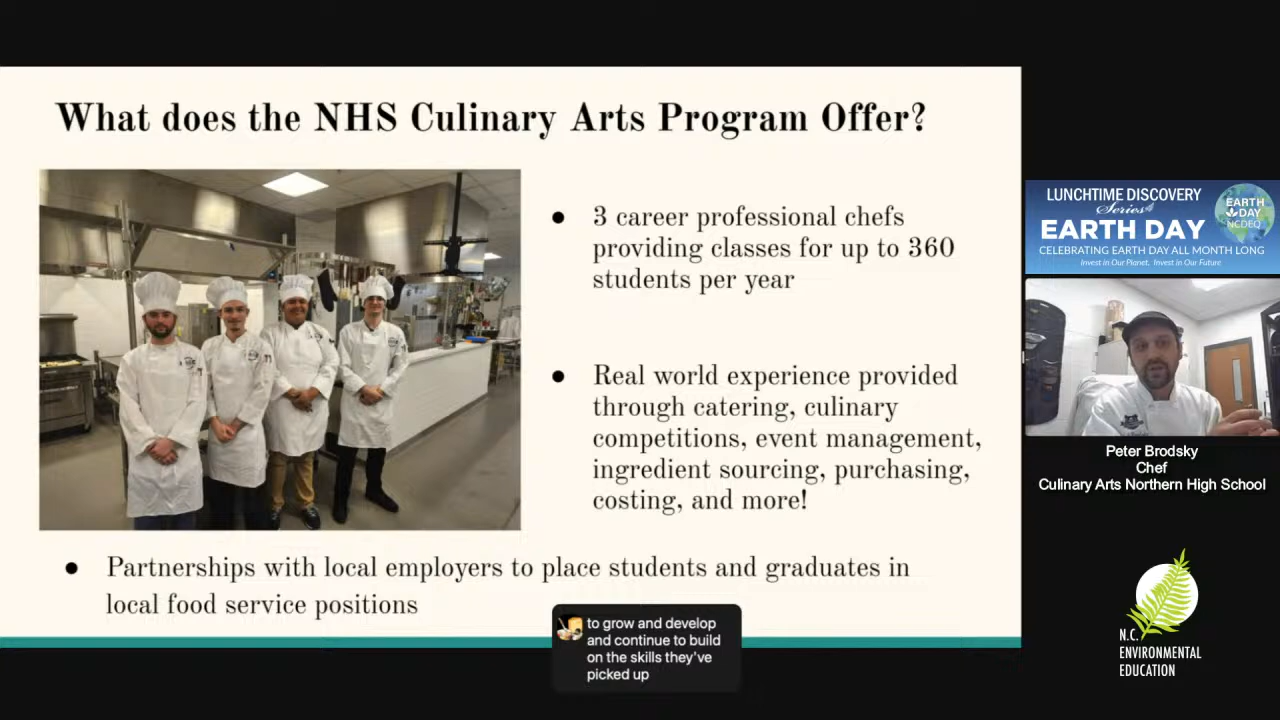 What does the NHS Culinary Arts Program Offer?
● 3 career professional chefs
providing classes for up to 360
students per year
● Real world experience provided
through catering, culinary
competitions, event management,
ingredient sourcing, purchasing,
costing, and more!
● Partnerships with local employers to place students and graduates in
local food service positions
to grow and develop
and continue to build
on the skills they've
picked up
LUNCHTIME DISCOVERY
Series
EARTH DAY
CELEBRATING EARTH DAY ALL MONTH LONG
Invest in Our Planet. Invest in Our Future
EARTH
DAY
NCDEQ
Peter Brodsky
Chef
Culinary Arts Northern High School
N.C.
ENVIRONMENTAL
EDUCATION